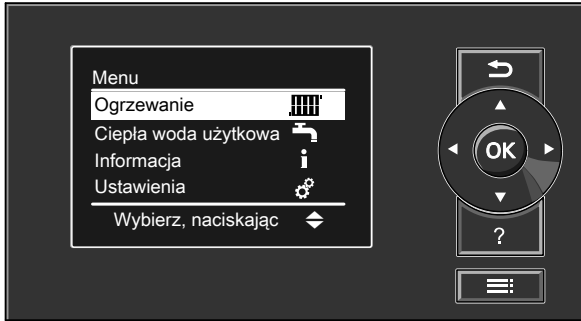 Menu
Ogrzewanie
Ciepła woda użytkowa
Informacja
Ustawienia
Wybierz, naciskając
OK
?